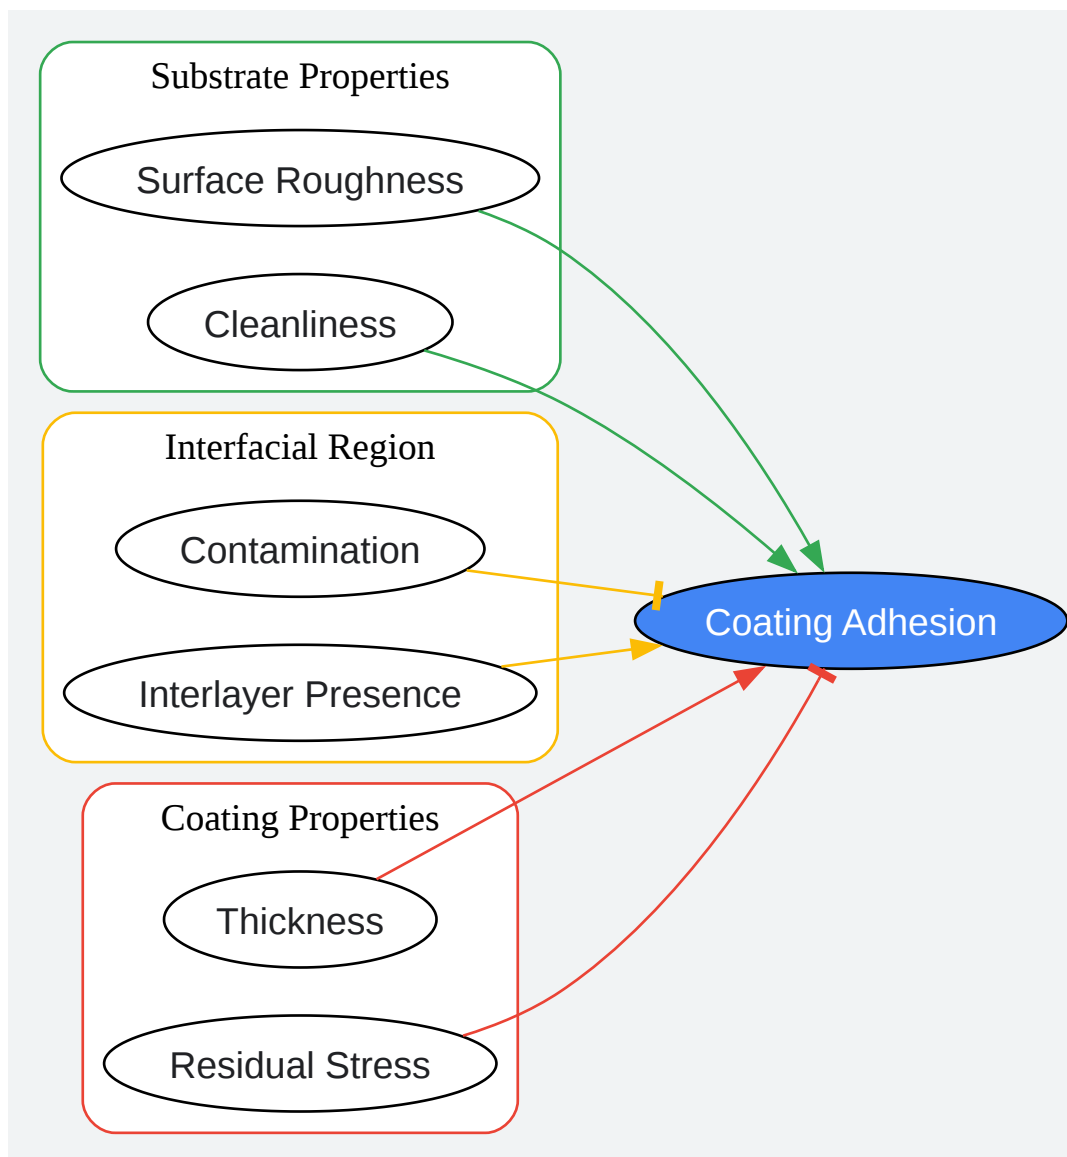 Substrate Properties
Surface Roughness
Cleanliness
Interfacial Region
Contamination
Interlayer Presence
Coating Adhesion
Coating Properties
Thickness
Residual Stress